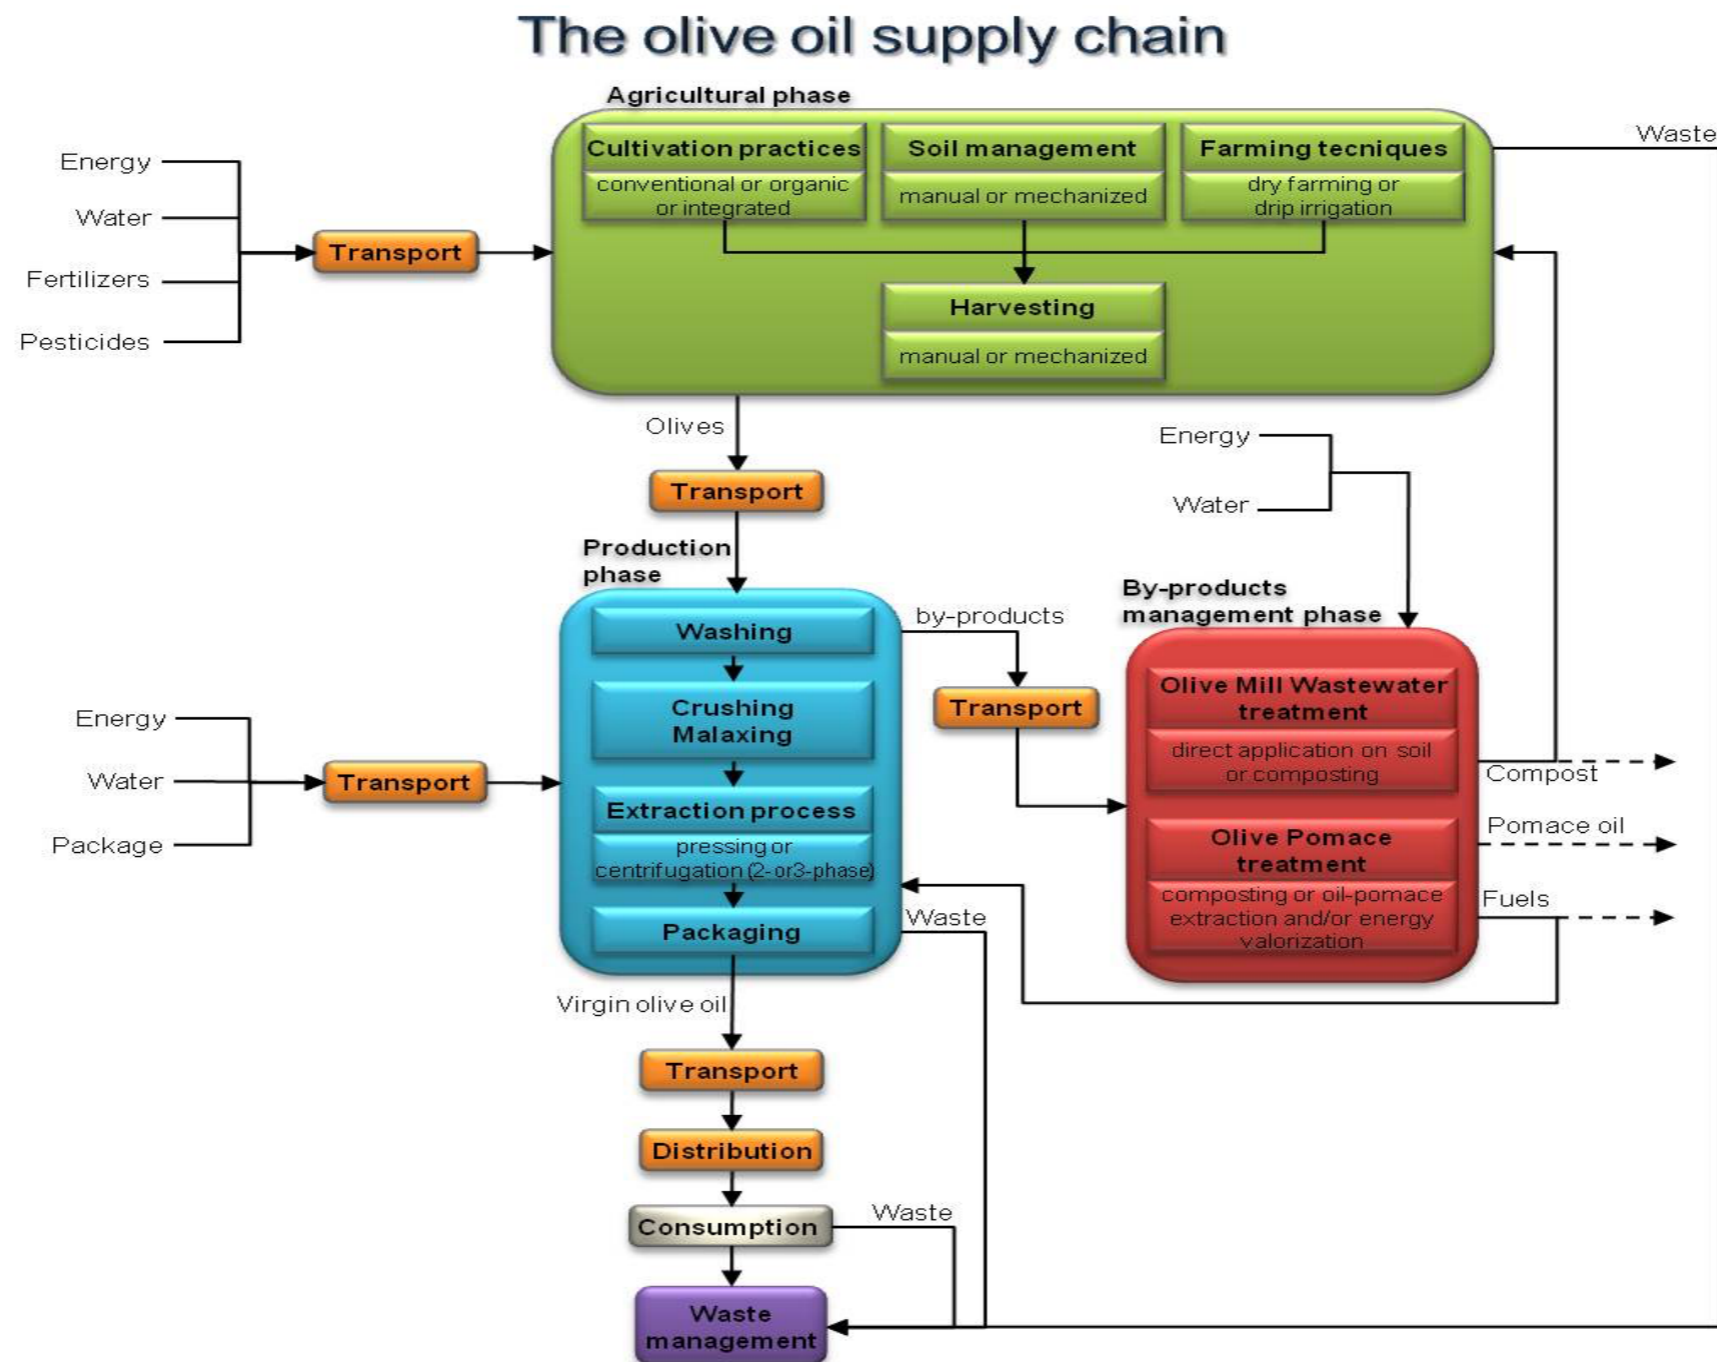 The olive oil supply chain
Agricultural phase
Waste
Energy
Water
Fertilizers
Pesticides
Transport
Cultivation practices
conventional or organic
or integrated
Soil management
manual or mechanized
Farming tecniques
dry farming or
drip irrigation
Harvesting
manual or mechanized
Olives
Transport
Energy
Water
Production
phase
Washing
Crushing
Malaxing
Extraction process
pressing or
centrifugation (2-or3-phase)
Packaging
by-products
Transport
By-products
management phase
Olive Mill Wastewater
treatment
direct application on soil
or composting
Olive Pomace
treatment
composting or oil-pomace
extraction and/or energy
valorization
Compost
Pomace oil
Fuels
Energy
Water
Package
Transport
Waste
Virgin olive oil
Transport
Distribution
Consumption
Waste
Waste
management